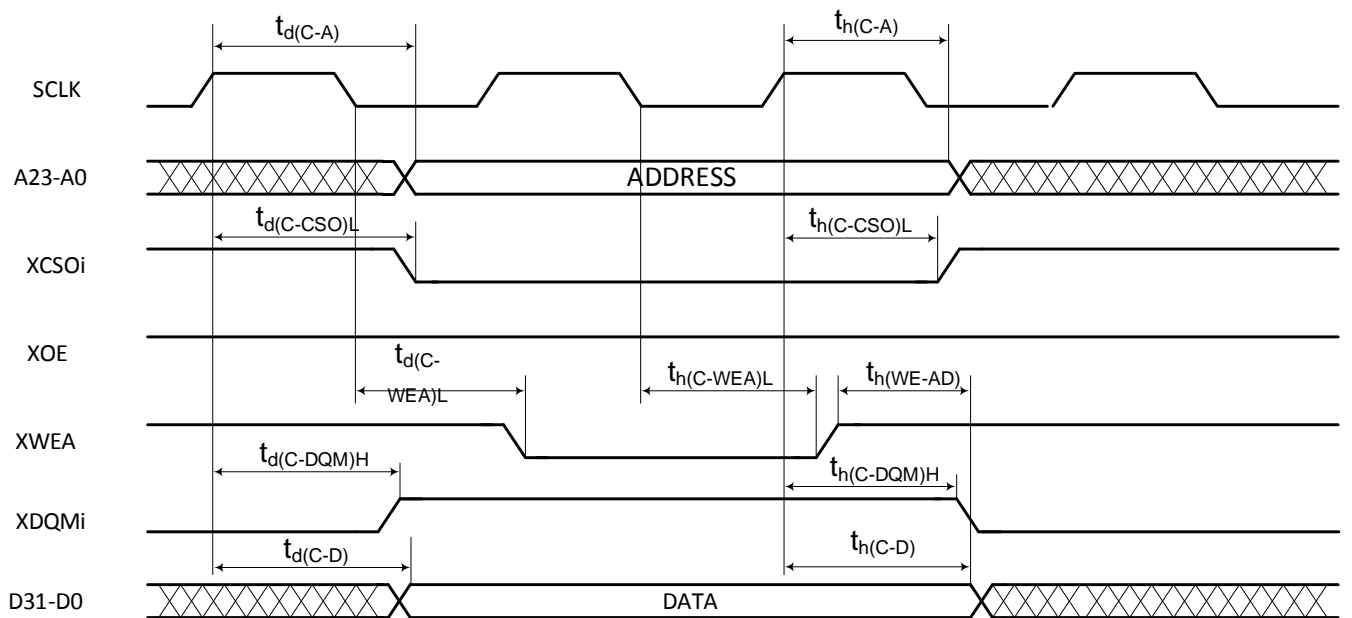 td(C-A) th(C-A)
SCLK
A23-A0 ADDRESS
td(C-CSO)L th(C-CSO)L
XCSOi
XOE
td(C-
WEA)L th(C-WEA)L th(WE-AD)
XWEA
td(C-DQM)H th(C-DQM)H
XDQMi
td(C-D) th(C-D)
D31-D0 DATA